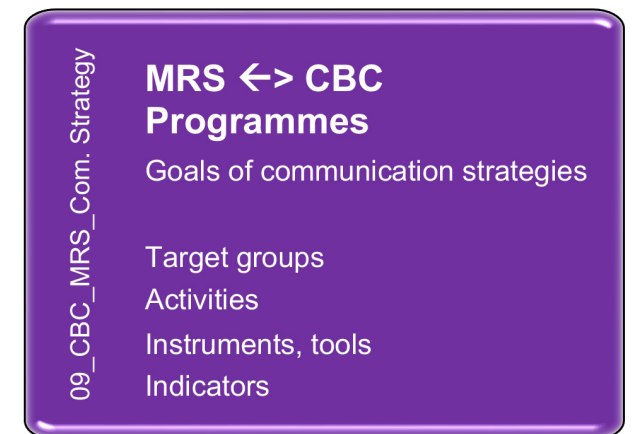 09_CBC_MRS_Com. Strategy
MRS ←> CBC
Programmes
Goals of communication strategies
Target groups
Activities
Instruments, tools
Indicators